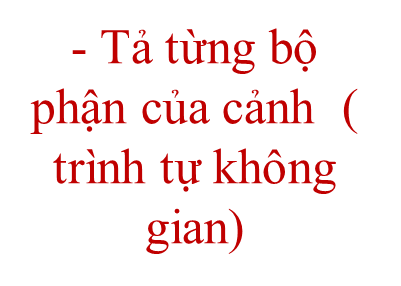 - Tả từng bộ
phận của cảnh  (
trình tự không
gian)